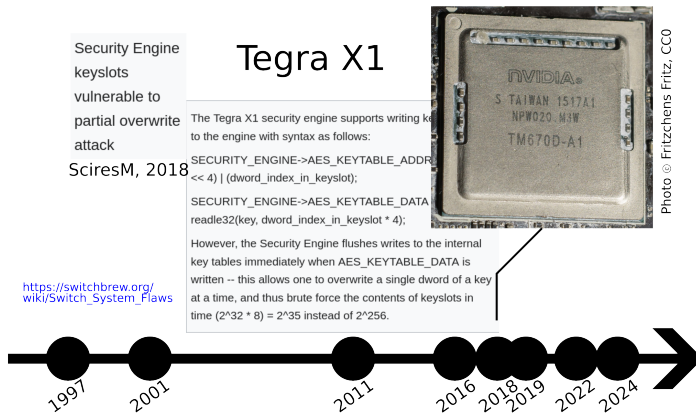 Tegra X1
Security Engine
keyslots
vulnerable to
partial overwrite
attack
SciresM, 2018
The Tegra X1 security engine supports writing ke
to the engine with syntax as follows:
SECURITY_ENGINE->AES_KEYTABLE_ADDR
<< 4) | (dword_index_in_keyslot);
SECURITY_ENGINE->AES_KEYTABLE_DATA
readle32(key, dword_index_in_keyslot * 4);
However, the Security Engine flushes writes to the internal
key tables immediately when AES_KEYTABLE_DATA is
written -- this allows one to overwrite a single dword of a key
at a time, and thus brute force the contents of keyslots in
time (2^32 * 8) = 2^35 instead of 2^256.
nVIDIA®
S TAIWAN 1517A1
NPW020.M3W
TM670D-A1
Photo © Fritzchens Fritz, CC0
https://switchbrew.org/
wiki/Switch_System_Flaws
1997
2001
2011
2016
2018
2019
2022
2024